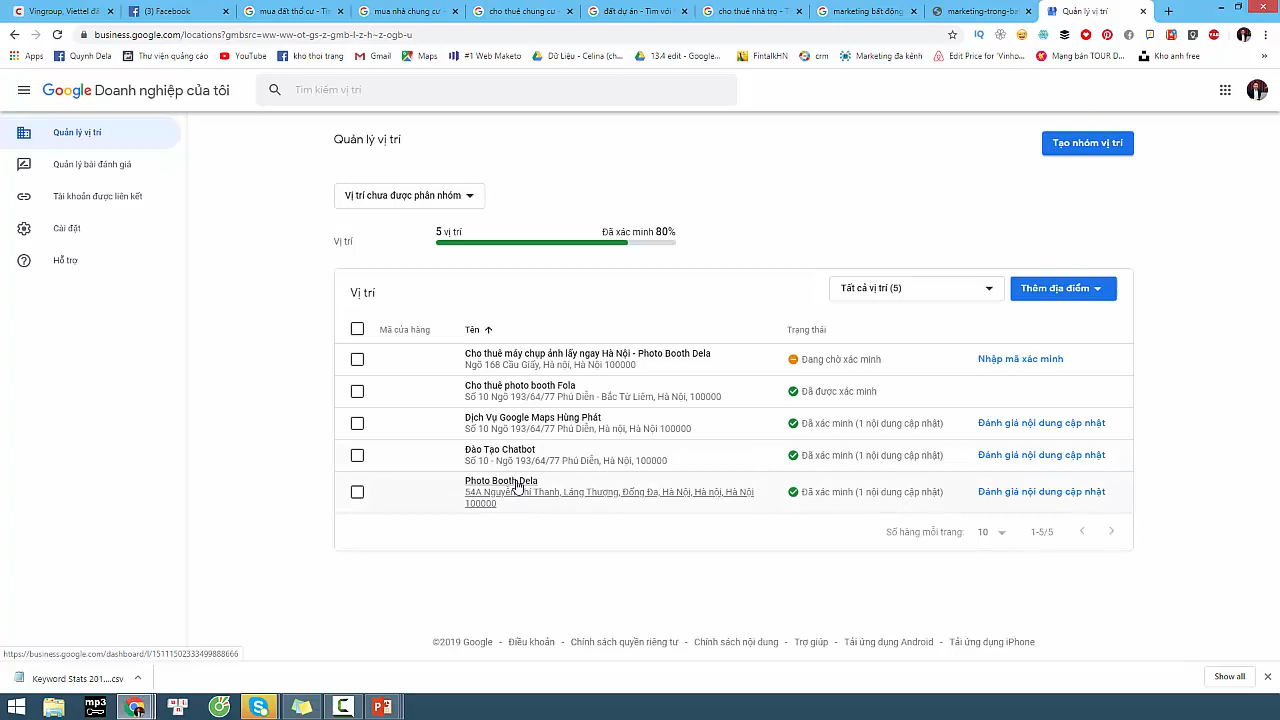 Vingroup, Viettel đã
(3) Facebook
mua đất thổ cư - Tìm
mua nhà chung cư -
cho thuê chung cư -
đất dự án - Tìm với
cho thuê nhà trọ - T
marketing bất động
marketing-trong-ba
Quản lý vị trí
business.google.com/locations?gmbsrc=ww-ww-ot-gs-z-gmb-l-z-h-z-ogb-u
Apps
Quynh Dela
Thư viện quảng cáo
YouTube
kho thoi tran
Gmail
Maps
#1 Web Maketo
Dữ Liệu - Celina (ch...
13.4 edit - Google...
FintalkHN
crm
Marketing đa kênh
Edit Price for 'Vinho...
Mạng bán TOUR D...
Kho anh free
Google Doanh nghiệp của tôi
Tìm kiếm vị trí
Quản lý vị trí
Quản lý bài đánh giá
Tài khoản được liên kết
Cài đặt
Hỗ trợ
Quản lý vị trí
Tạo nhóm vị trí
Vị trí chưa được phân nhóm
Vị trí
5 vị trí
Đã xác minh 80%
Vị trí
Tất cả vị trí (5)
Thêm địa điểm
Mã cửa hàng
Tên
Trạng thái
Cho thuê máy chụp ảnh lấy ngay Hà Nội - Photo Booth Dela
Ngõ 168 Cầu Giấy, Hà nội, Hà Nội 100000
Đang chờ xác minh
Nhập mã xác minh
Cho thuê photo booth Fola
Số 10 Ngõ 193/64/77 Phú Diễn - Bắc Từ Liêm, Hà Nội, 100000
Đã được xác minh
Dịch Vụ Google Maps Hùng Phát
Số 10 Ngõ 193/64/77 Phú Diễn, Hà nội, Hà Nội 100000
Đã xác minh (1 nội dung cập nhật)
Đánh giá nội dung cập nhật
Đào Tạo Chatbot
Số 10 - Ngõ 193/64/77 Phú Diễn, Hà Nội, 100000
Đã xác minh (1 nội dung cập nhật)
Đánh giá nội dung cập nhật
Photo Booth Dela
54A Nguyễn Chí Thanh, Láng Thượng, Đống Đa, Hà Nội, Hà nội, Hà Nội
100000
Đã xác minh (1 nội dung cập nhật)
Đánh giá nội dung cập nhật
Số hàng mỗi trang:
10
1-5/5
©2019 Google - Điều khoản - Chính sách quyền riêng tư - Chính sách nội dung - Trợ giúp - Tải ứng dụng Android - Tải ứng dụng iPhone
https://business.google.com/dashboard/l/15111502333499888666
Keyword Stats 201....csv
Show all
mp3